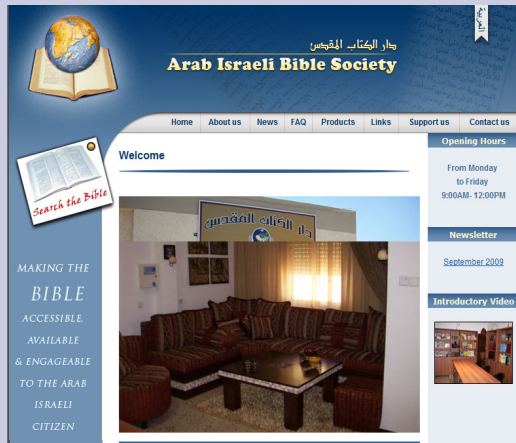 العربية
دار الكتاب المقدس
Arab Israeli Bible Society
Home About us News FAQ Products Links Support us Contact us
Search the Bible
Welcome
دار الكتاب المقدس
Opening Hours
From Monday
to Friday
9:00AM- 12:00PM
Newsletter
September 2009
Introductory Video
MAKING THE
BIBLE
ACCESSIBLE,
AVAILABLE
& ENGAGEABLE
TO THE ARAB
ISRAELI
CITIZEN